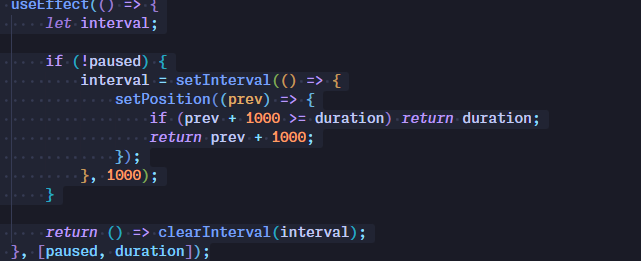 useEffect(() => {
    let interval;

    if (!paused) {
        interval = setInterval(() => {
            setPosition((prev) => {
                if (prev + 1000 >= duration) return duration;
                return prev + 1000;
            });
        }, 1000);
    }

    return () => clearInterval(interval);
}, [paused, duration]);